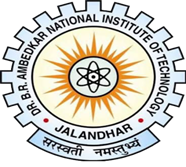 DR. B.R. AMBEDKAR NATIONAL INSTITUTE OF TECHNOLOGY
• JALANDHAR •
सरस्वती नमस्तुभ्यं